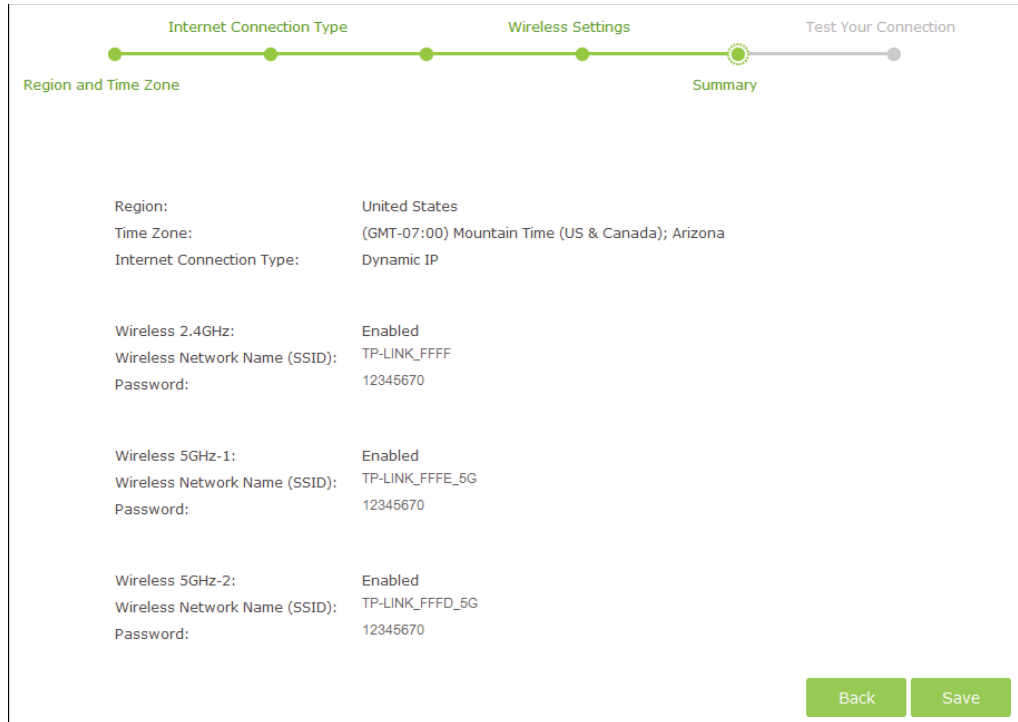 Internet Connection Type Wireless Settings Test Your Connection
Region and Time Zone Summary
Region: United States
Time Zone: (GMT-07:00) Mountain Time (US & Canada); Arizona
Internet Connection Type: Dynamic IP
Wireless 2.4GHz: Enabled
Wireless Network Name (SSID): TP-LINK_FFFF
Password: 12345670
Wireless 5GHz-1: Enabled
Wireless Network Name (SSID): TP-LINK_FFFE_5G
Password: 12345670
Wireless 5GHz-2: Enabled
Wireless Network Name (SSID): TP-LINK_FFFD_5G
Password: 12345670
Back Save